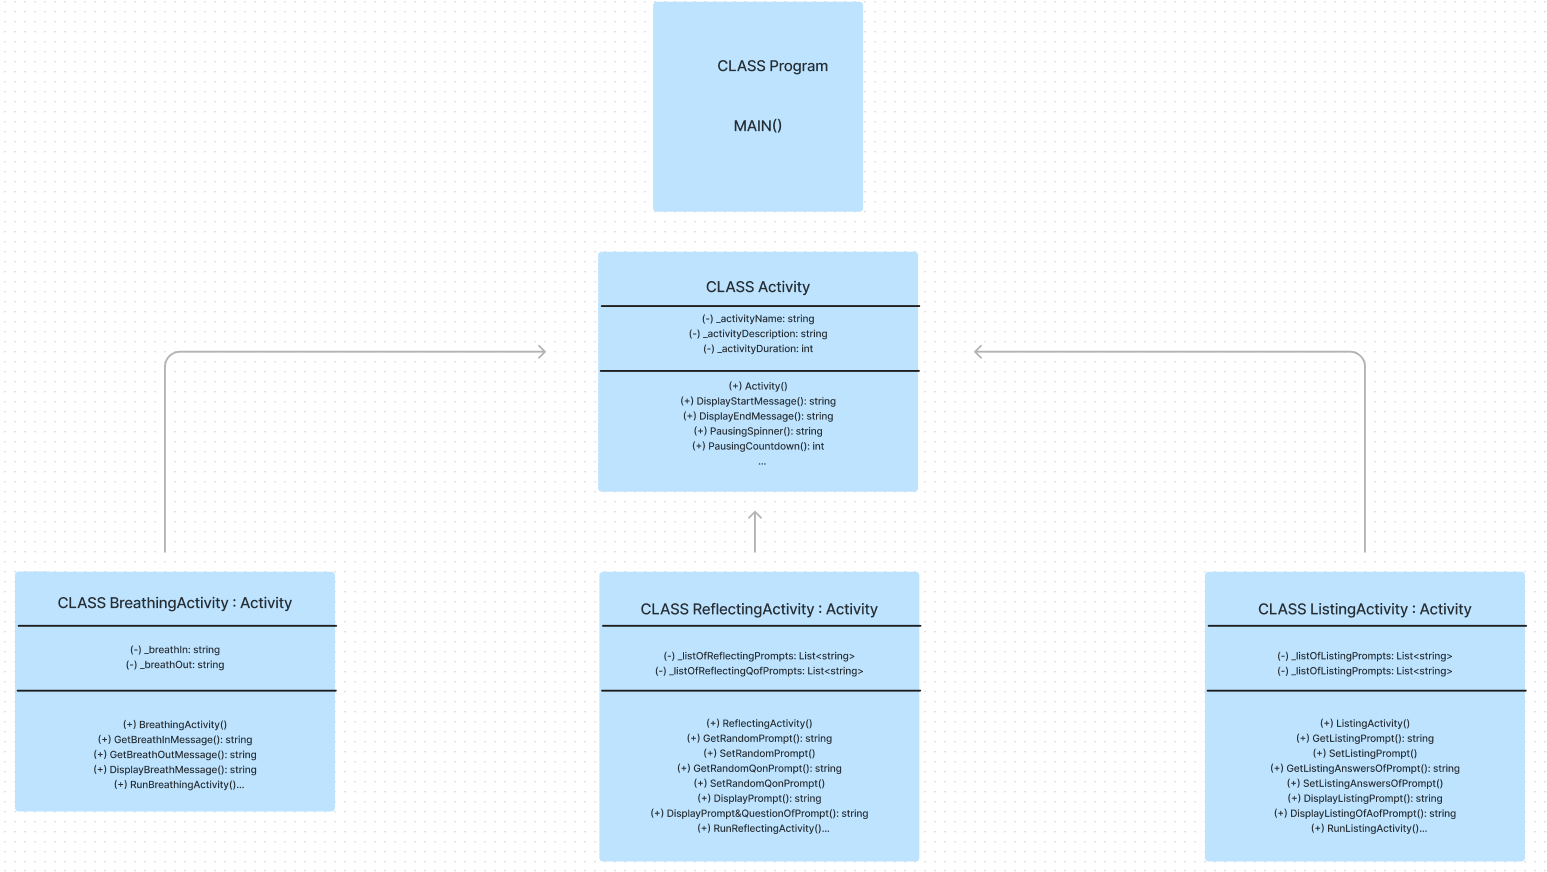 CLASS Program
MAIN()
CLASS Activity
(-) _activityName: string
(-) _activityDescription: string
(-) _activityDuration: int
(+) Activity()
(+) DisplayStartMessage(): string
(+) DisplayEndMessage(): string
(+) PausingSpinner(): string
(+) PausingCountdown(): int
...
CLASS BreathingActivity : Activity
(-) _breathIn: string
(-) _breathOut: string
(+) BreathingActivity()
(+) GetBreathInMessage(): string
(+) GetBreathOutMessage(): string
(+) DisplayBreathMessage(): string
(+) RunBreathingActivity()...
CLASS ReflectingActivity : Activity
(-) _listOfReflectingPrompts: List<string>
(-) _listOfReflectingQofPrompts: List<string>
(+) ReflectingActivity()
(+) GetRandomPrompt(): string
(+) SetRandomPrompt()
(+) GetRandomQonPrompt(): string
(+) SetRandomQonPrompt()
(+) DisplayPrompt(): string
(+) DisplayPrompt&QuestionOfPrompt(): string
(+) RunReflectingActivity()...
CLASS ListingActivity : Activity
(-) _listOfListingPrompts: List<string>
(-) _listOfListingPrompts: List<string>
(+) ListingActivity()
(+) GetListingPrompt(): string
(+) SetListingPrompt()
(+) GetListingAnswersOfPrompt(): string
(+) SetListingAnswersOfPrompt()
(+) DisplayListingPrompt(): string
(+) DisplayListingOfAofPrompt(): string
(+) RunListingActivity()...